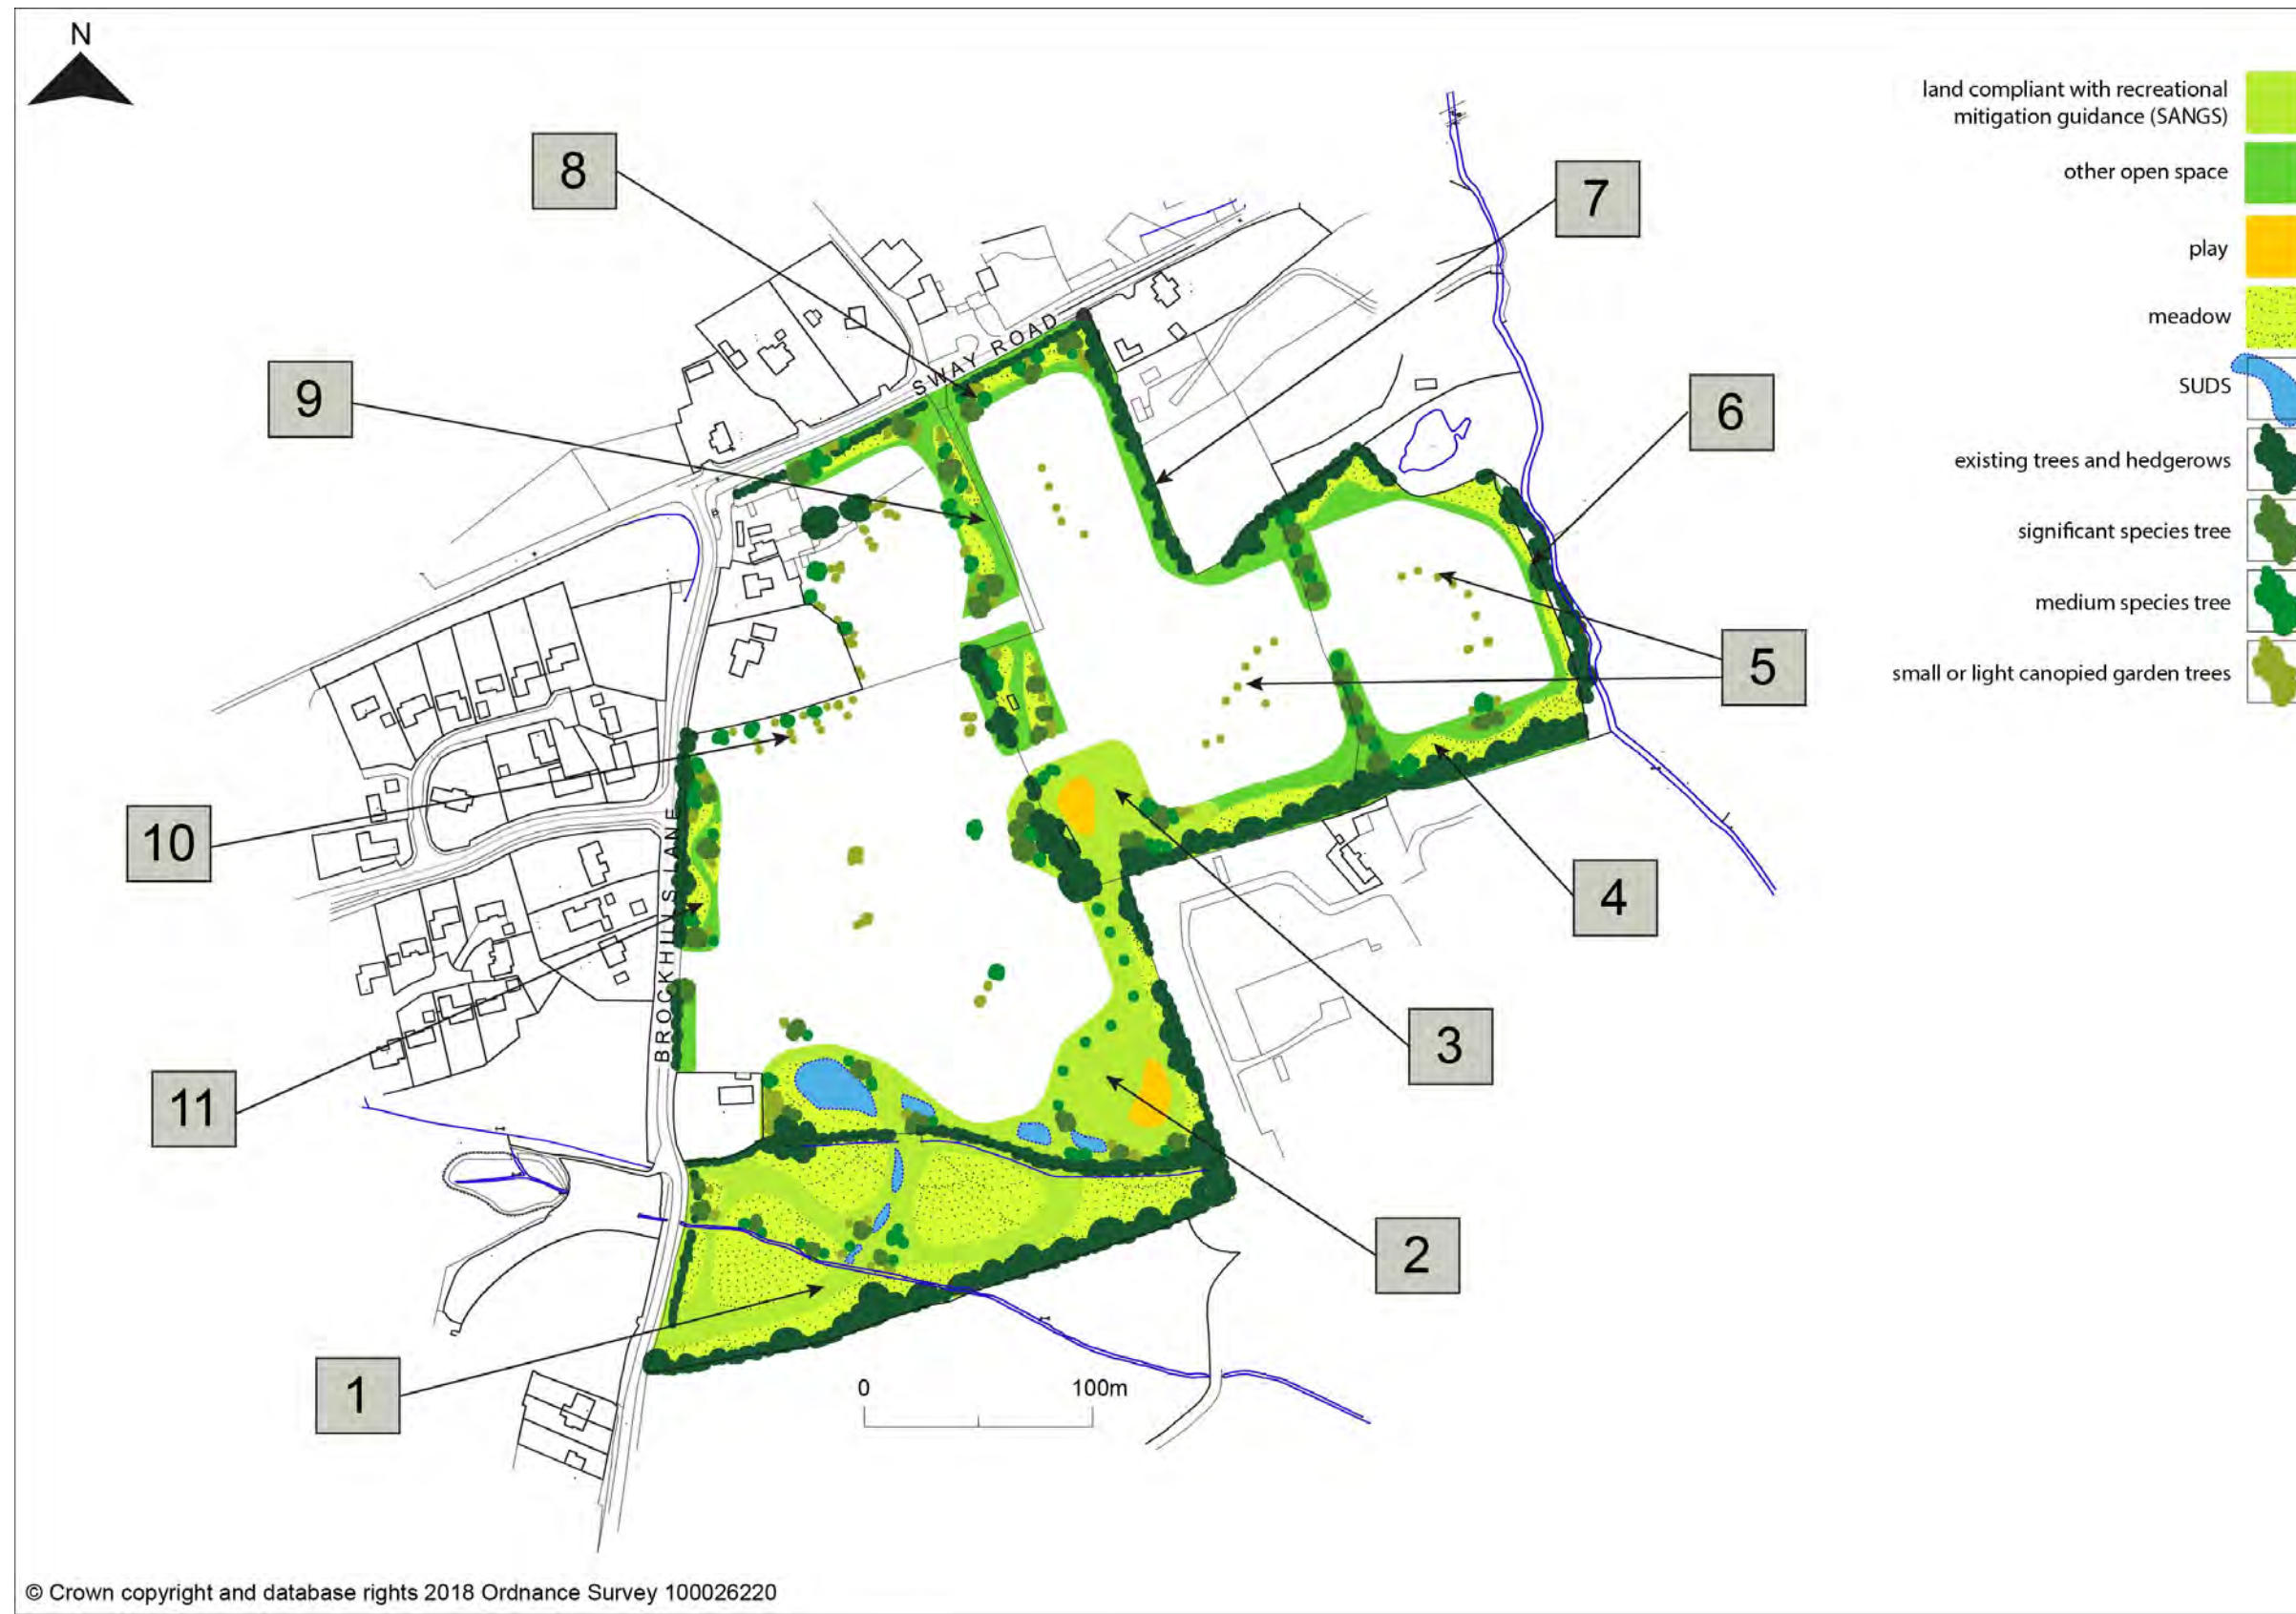 N
land compliant with recreational
mitigation guidance (SANGS)
other open space
play
meadow
SUDS
existing trees and hedgerows
significant species tree
medium species tree
small or light canopied garden trees
8
7
9
6
5
10
4
3
11
2
1
SWAY ROAD
BROCKHILLS LANE
0 100m
© Crown copyright and database rights 2018 Ordnance Survey 100026220